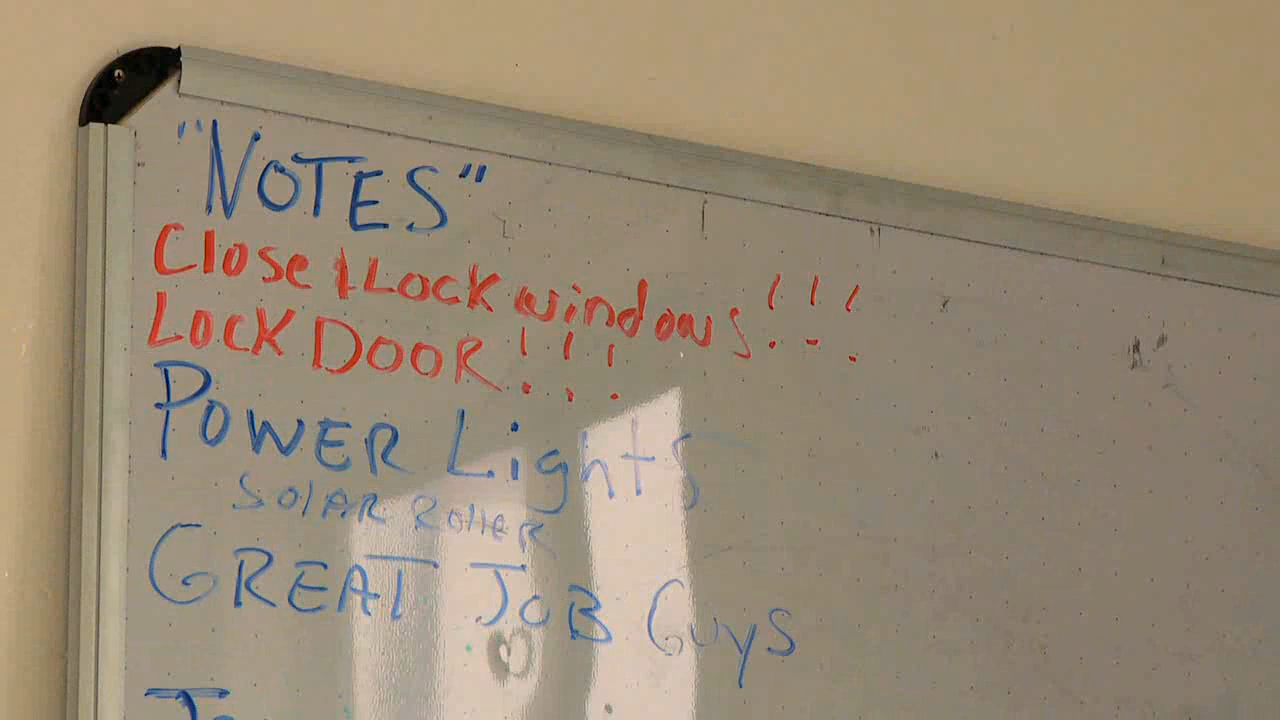 "NOTES"
Close & Lock windows!!!
LOCK DOOR!!!
POWER Lights
SOlAR ROllER
GREAT JOB Guys